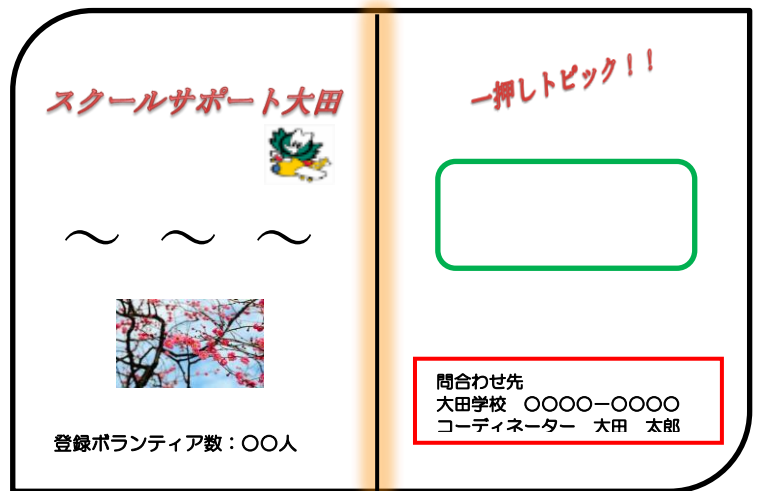 スクールサポート大田
～　～　～
登録ボランティア数：〇〇人
一押しトピック！！
問合わせ先
大田学校　〇〇〇〇ー〇〇〇〇
コーディネーター　大田　太郎